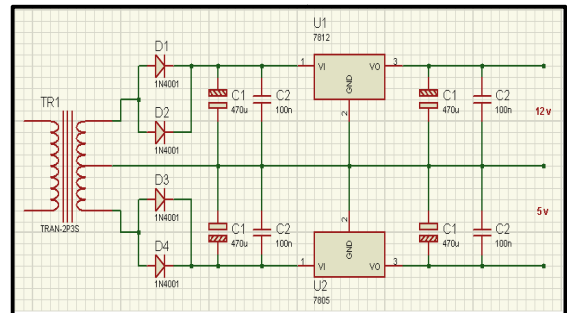 U1
7812
D1
1N4001
1
VI
VO
3
GND
2
C1
470u
C2
100n
C1
470u
C2
100n
TR1
D2
1N4001
12v
TRAN-2P3S
D3
1N4001
5v
C1
470u
C2
100n
2
GND
C1
470u
C2
100n
D4
1N4001
1
VI
VO
3
U2
7805